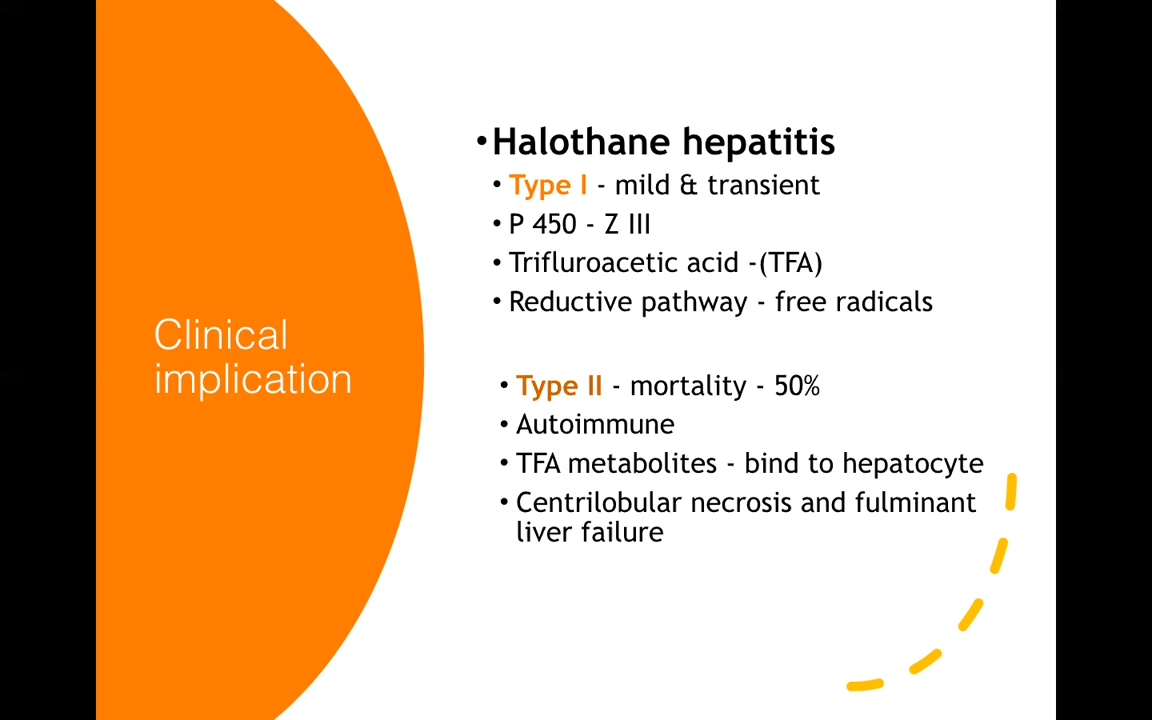 Clinical
implication
•Halothane hepatitis
• Type I - mild & transient
• P 450 - Z III
• Trifluroacetic acid -(TFA)
• Reductive pathway - free radicals
• Type II - mortality - 50%
• Autoimmune
• TFA metabolites - bind to hepatocyte
• Centrilobular necrosis and fulminant
liver failure